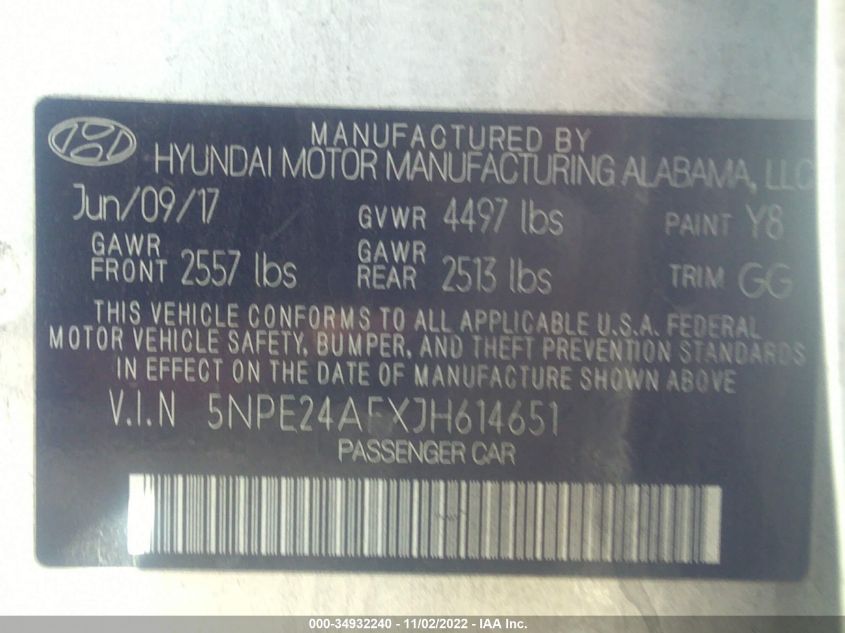 MANUFACTURED BY
HYUNDAI MOTOR MANUFACTURING ALABAMA, LLC
Jun/09/17 GVWR 4497 lbs PAINT Y8
GAWR FRONT 2557 lbs GAWR REAR 2513 lbs TRIM GG
THIS VEHICLE CONFORMS TO ALL APPLICABLE U.S.A. FEDERAL
MOTOR VEHICLE SAFETY, BUMPER, AND THEFT PREVENTION STANDARDS
IN EFFECT ON THE DATE OF MANUFACTURE SHOWN ABOVE
V.I.N 5NPE24AFXJH614651
PASSENGER CAR
000-34932240 - 11/02/2022 - IAA Inc.